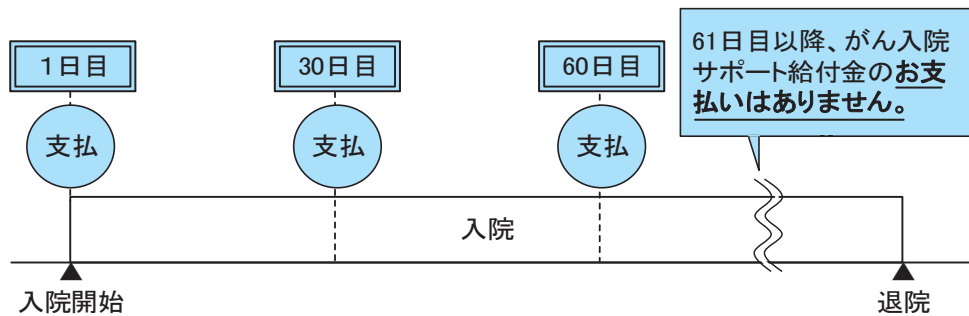 1日目
30日目
60日目
61日目以降、がん入院
サポート給付金のお支
払いはありません。
支払
支払
支払
入院
入院開始
退院